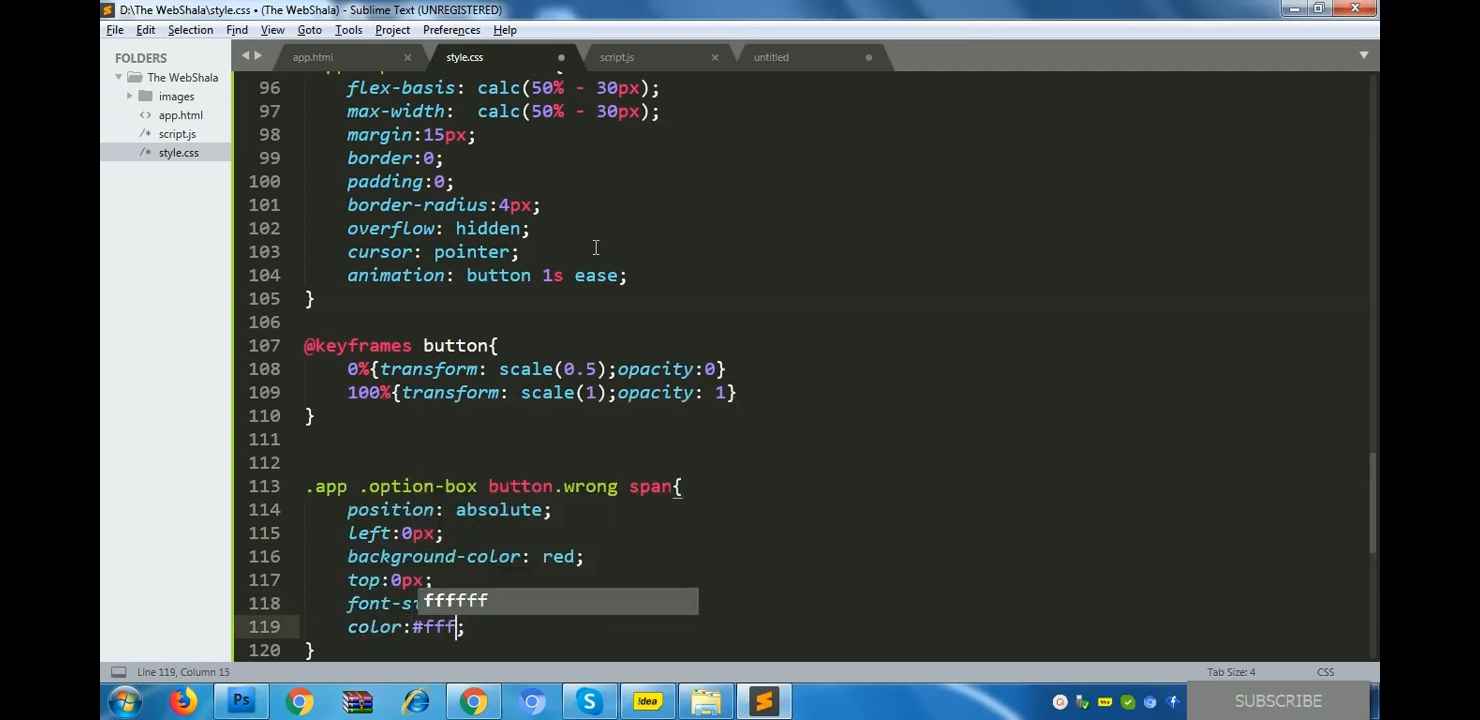 D:\The WebShala\style.css • (The WebShala) - Sublime Text (UNREGISTERED)
File Edit Selection Find View Goto Tools Project Preferences Help
FOLDERS
The WebShala
images
<> app.html
/* script.js
/* style.css
app.html style.css script.js untitled
96 flex-basis: calc(50% - 30px);
97 max-width:  calc(50% - 30px);
98 margin:15px;
99 border:0;
100 padding:0;
101 border-radius:4px;
102 overflow: hidden;
103 cursor: pointer;
104 animation: button 1s ease;
105 }
106
107 @keyframes button{
108 0%{transform: scale(0.5);opacity:0}
109 100%{transform: scale(1);opacity: 1}
110 }
111
112
113 .app .option-box button.wrong span{
114 position: absolute;
115 left:0px;
116 background-color: red;
117 top:0px;
118
ffffff
119 color:#fff;
120 }
Line 119, Column 15 Tab Size: 4 CSS
Ps
!dea
SUBSCRIBE